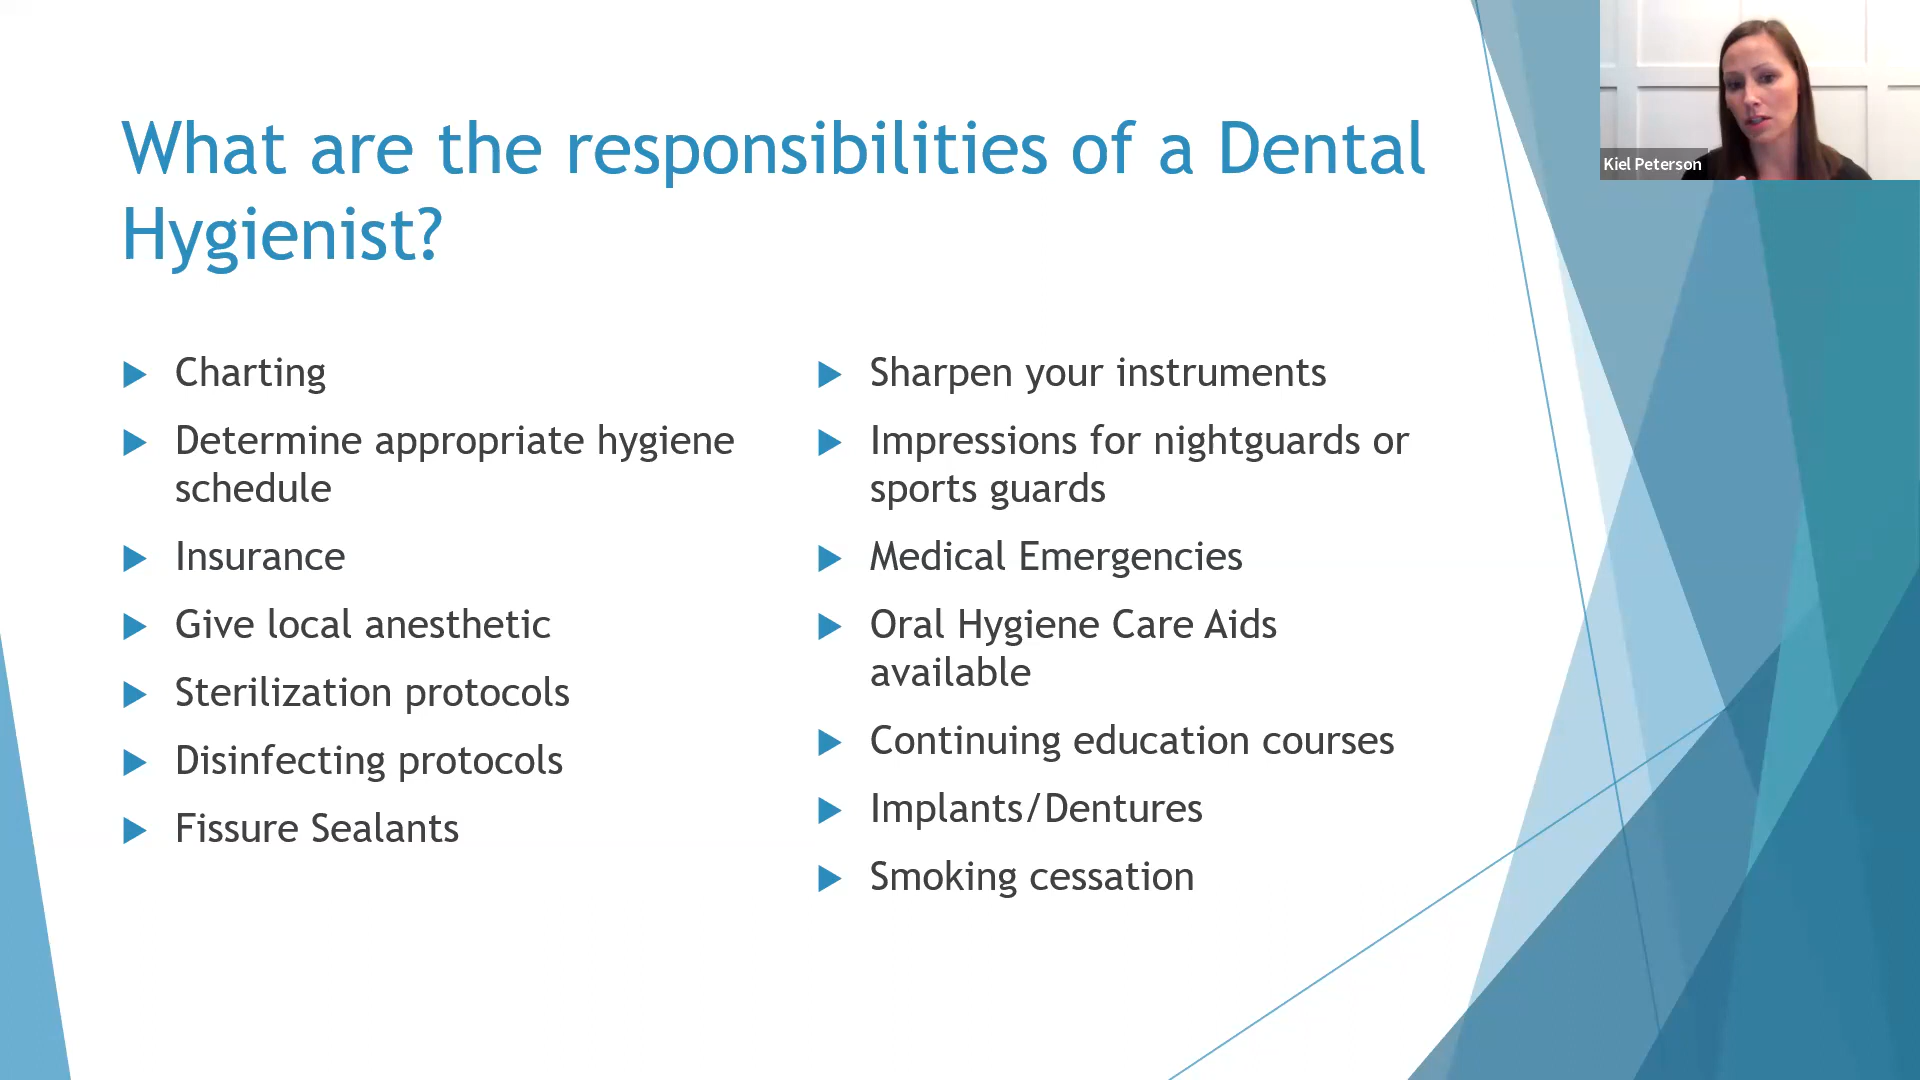 What are the responsibilities of a Dental
Hygienist?
Charting
Determine appropriate hygiene
schedule
Insurance
Give local anesthetic
Sterilization protocols
Disinfecting protocols
Fissure Sealants
Sharpen your instruments
Impressions for nightguards or
sports guards
Medical Emergencies
Oral Hygiene Care Aids
available
Continuing education courses
Implants/Dentures
Smoking cessation
Kiel Peterson